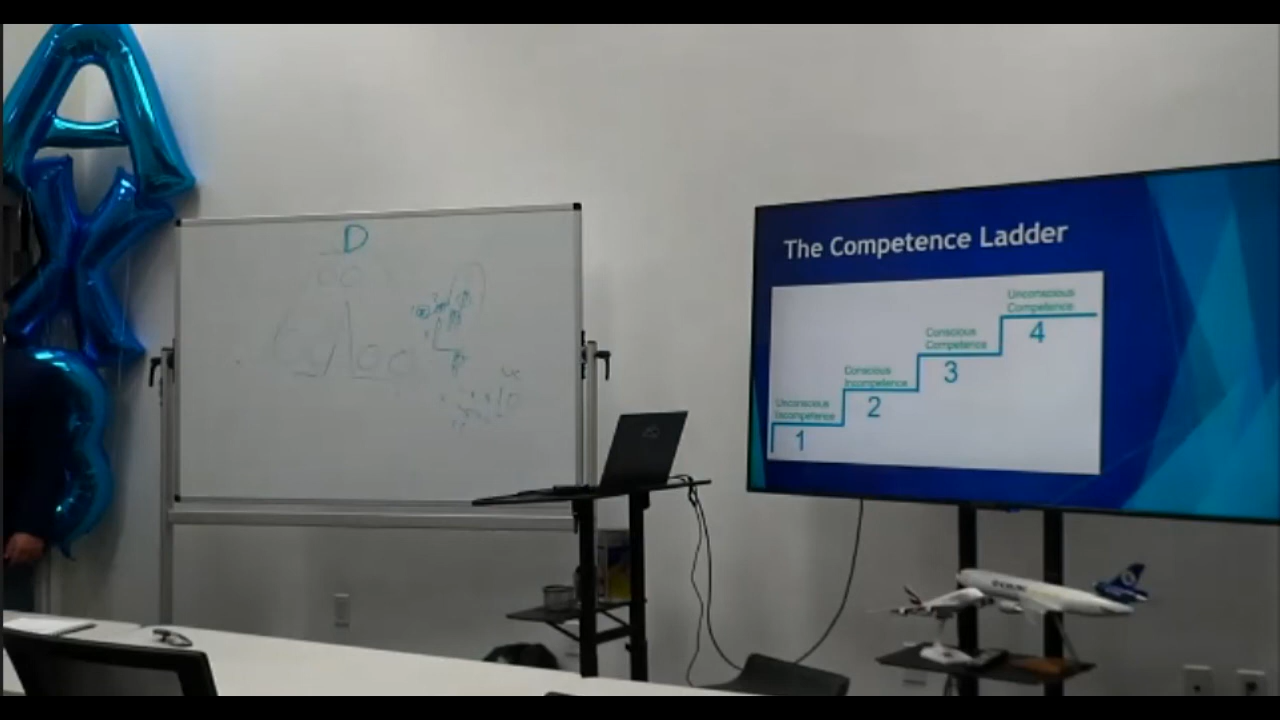 A
X
D
The Competence Ladder
Unconscious
Competence
4
Conscious
Competence
3
Conscious
Incompetence
2
Unconscious
Incompetence
1